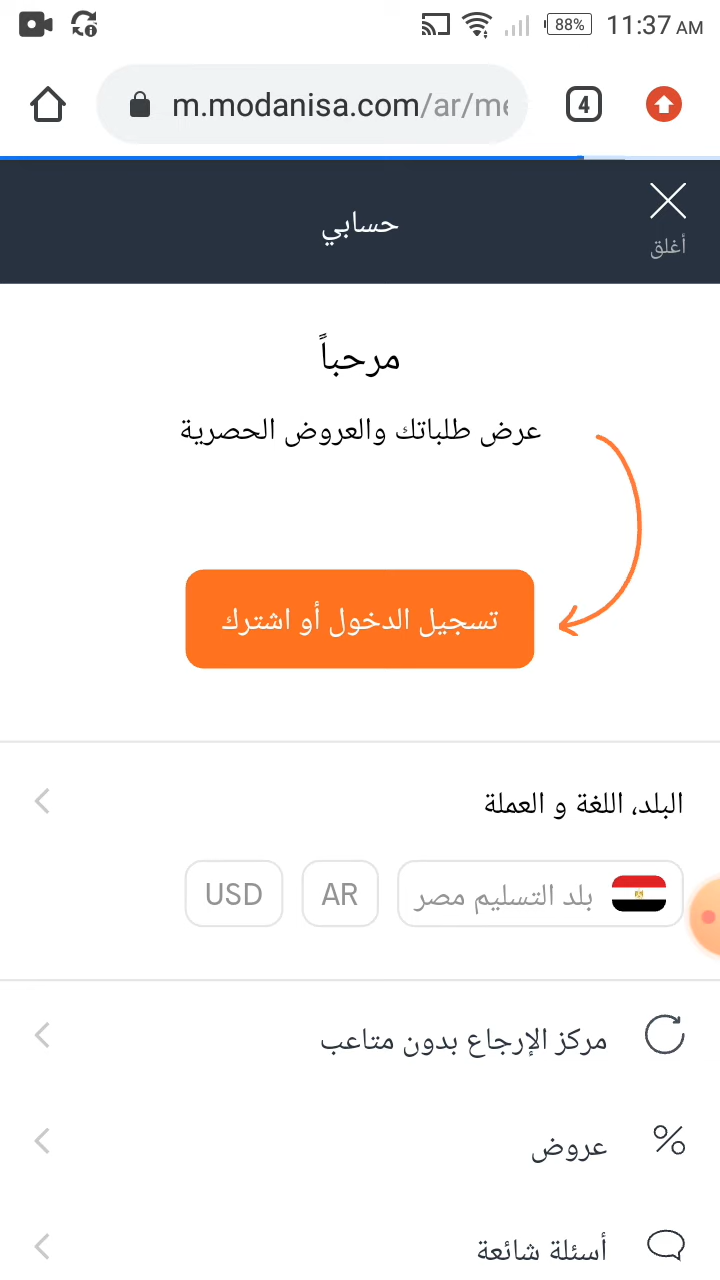 88%
11:37 AM
m.modanisa.com/ar/me
4
حسابي
أغلق
مرحباً
عرض طلباتك والعروض الحصرية
تسجيل الدخول أو اشترك
البلد، اللغة و العملة
بلد التسليم مصر
AR
USD
مركز الإرجاع بدون متاعب
عروض
أسئلة شائعة